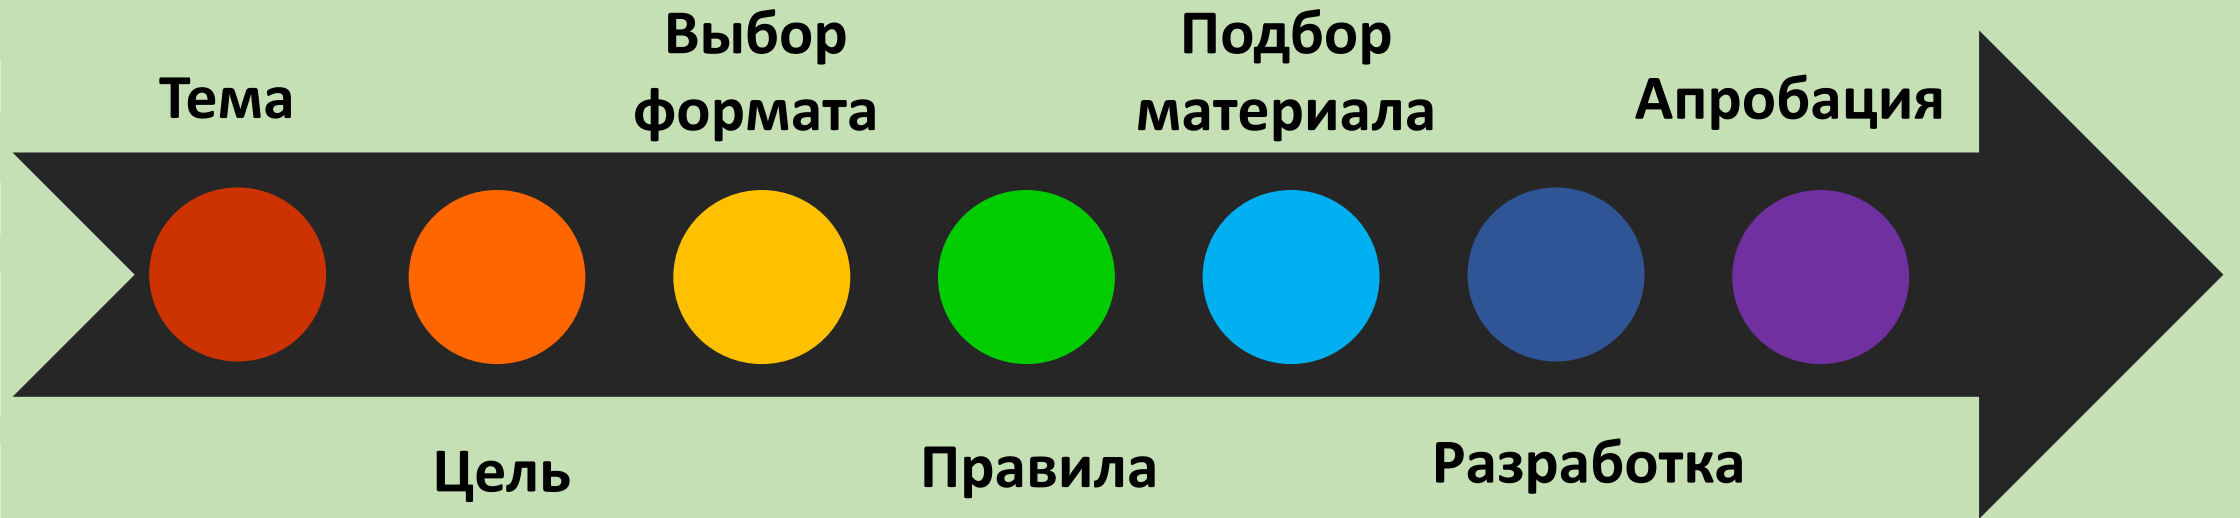 Тема
Цель
Выбор
формата
Правила
Подбор
материала
Разработка
Апробация